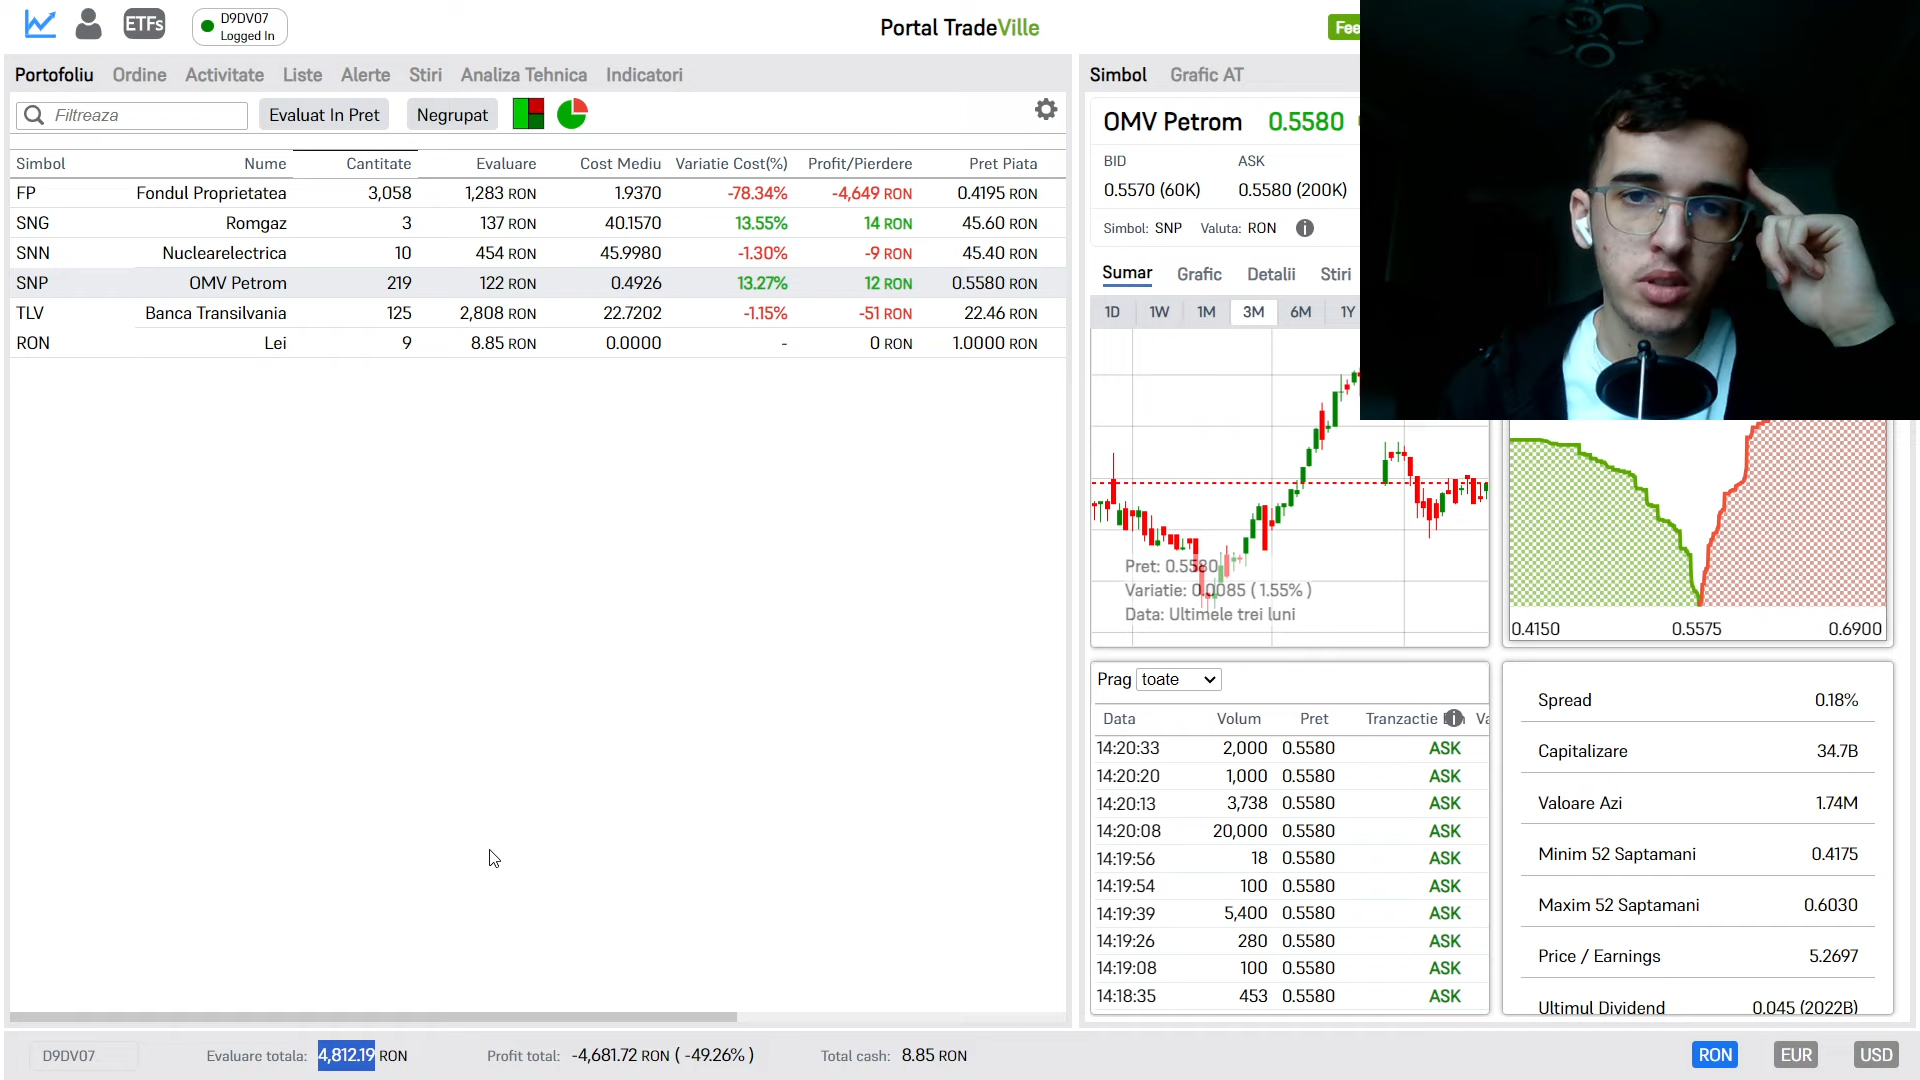 ETFs
D9DV07
Logged In
Portal TradeVille
Fee
Portofoliu Ordine Activitate Liste Alerte Stiri Analiza Tehnica Indicatori
Filtreaza Evaluat In Pret Negrupat
Simbol Nume Cantitate Evaluare Cost Mediu Variatie Cost(%) Profit/Pierdere Pret Piata
FP Fondul Proprietatea 3,058 1,283 RON 1.9370 -78.34% -4,649 RON 0.4195 RON
SNG Romgaz 3 137 RON 40.1570 13.55% 14 RON 45.60 RON
SNN Nuclearelectrica 10 454 RON 45.9980 -1.30% -9 RON 45.40 RON
SNP OMV Petrom 219 122 RON 0.4926 13.27% 12 RON 0.5580 RON
TLV Banca Transilvania 125 2,808 RON 22.7202 -1.15% -51 RON 22.46 RON
RON Lei 9 8.85 RON 0.0000 - 0 RON 1.0000 RON
Simbol Grafic AT
OMV Petrom 0.5580
BID ASK
0.5570 (60K) 0.5580 (200K)
Simbol: SNP Valuta: RON
Sumar Grafic Detalii Stiri
1D 1W 1M 3M 6M 1Y
Pret: 0.5580
Variatie: 0.0085 ( 1.55% )
Data: Ultimele trei luni
0.4150 0.5575 0.6900
Prag toate
Data Volum Pret Tranzactie
14:20:33 2,000 0.5580 ASK
14:20:20 1,000 0.5580 ASK
14:20:13 3,738 0.5580 ASK
14:20:08 20,000 0.5580 ASK
14:19:56 18 0.5580 ASK
14:19:54 100 0.5580 ASK
14:19:39 5,400 0.5580 ASK
14:19:26 280 0.5580 ASK
14:19:08 100 0.5580 ASK
14:18:35 453 0.5580 ASK
Spread 0.18%
Capitalizare 34.7B
Valoare Azi 1.74M
Minim 52 Saptamani 0.4175
Maxim 52 Saptamani 0.6030
Price / Earnings 5.2697
Ultimul Dividend 0.045 (2022B)
D9DV07 Evaluare totala: 4,812.19 RON Profit total: -4,681.72 RON ( -49.26% ) Total cash: 8.85 RON
RON EUR USD